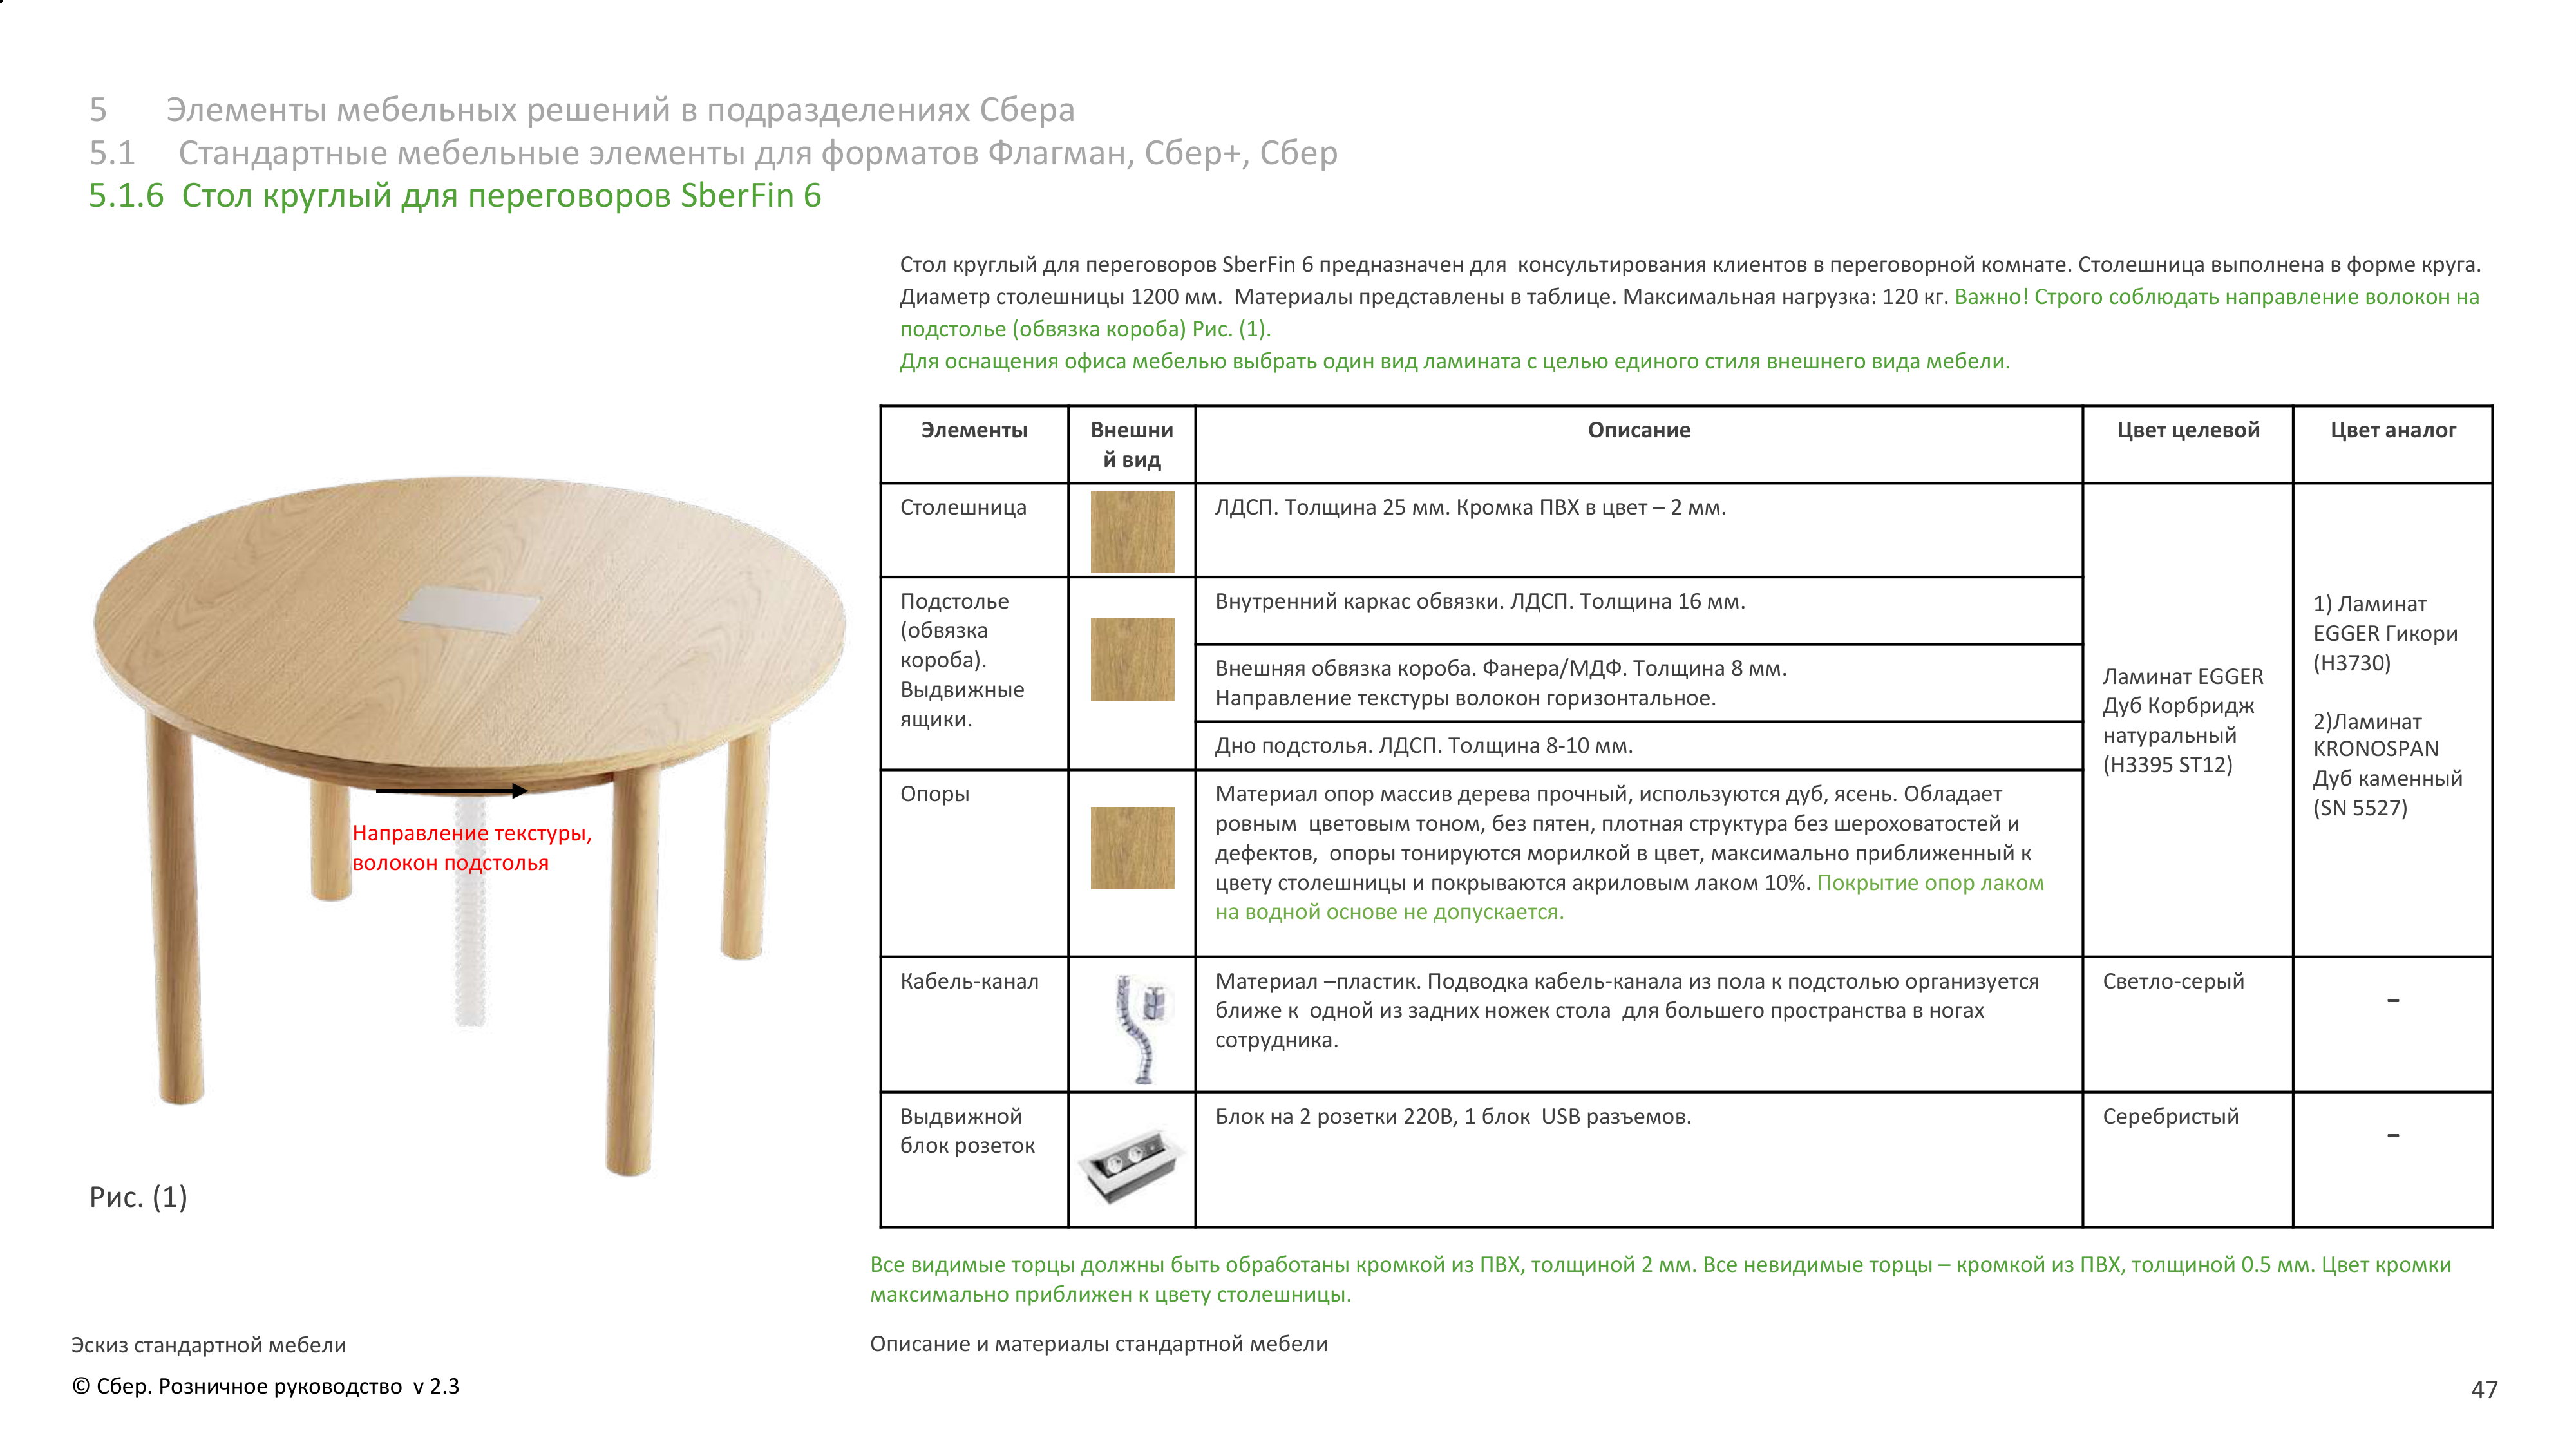 5 Элементы мебельных решений в подразделениях Сбера
5.1 Стандартные мебельные элементы для форматов Флагман, Сбер+, Сбер
5.1.6 Стол круглый для переговоров SberFin 6
Стол круглый для переговоров SberFin 6 предназначен для консультирования клиентов в переговорной комнате. Столешница выполнена в форме круга.
Диаметр столешницы 1200 мм. Материалы представлены в таблице. Максимальная нагрузка: 120 кг. Важно! Строго соблюдать направление волокон на
подстолье (обвязка короба) Рис. (1).
Для оснащения офиса мебелью выбрать один вид ламината с целью единого стиля внешнего вида мебели.
Направление текстуры,
волокон подстолья
Рис. (1)
Элементы
Внешни
й вид
Описание
Цвет целевой
Цвет аналог
Столешница
ЛДСП. Толщина 25 мм. Кромка ПВХ в цвет – 2 мм.
Подстолье
(обвязка
короба).
Выдвижные
ящики.
Внутренний каркас обвязки. ЛДСП. Толщина 16 мм.
Внешняя обвязка короба. Фанера/МДФ. Толщина 8 мм.
Направление текстуры волокон горизонтальное.
Дно подстолья. ЛДСП. Толщина 8-10 мм.
Опоры
Материал опор массив дерева прочный, используются дуб, ясень. Обладает
ровным цветовым тоном, без пятен, плотная структура без шероховатостей и
дефектов, опоры тонируются морилкой в цвет, максимально приближенный к
цвету столешницы и покрываются акриловым лаком 10%. Покрытие опор лаком
на водной основе не допускается.
Ламинат EGGER
Дуб Корбридж
натуральный
(H3395 ST12)
1) Ламинат
EGGER Гикори
(H3730)
2)Ламинат
KRONOSPAN
Дуб каменный
(SN 5527)
Кабель-канал
Материал –пластик. Подводка кабель-канала из пола к подстолью организуется
ближе к одной из задних ножек стола для большего пространства в ногах
сотрудника.
Светло-серый
–
Выдвижной
блок розеток
Блок на 2 розетки 220В, 1 блок USB разъемов.
Серебристый
–
Все видимые торцы должны быть обработаны кромкой из ПВХ, толщиной 2 мм. Все невидимые торцы – кромкой из ПВХ, толщиной 0.5 мм. Цвет кромки
максимально приближен к цвету столешницы.
Эскиз стандартной мебели
Описание и материалы стандартной мебели
© Сбер. Розничное руководство v 2.3
47